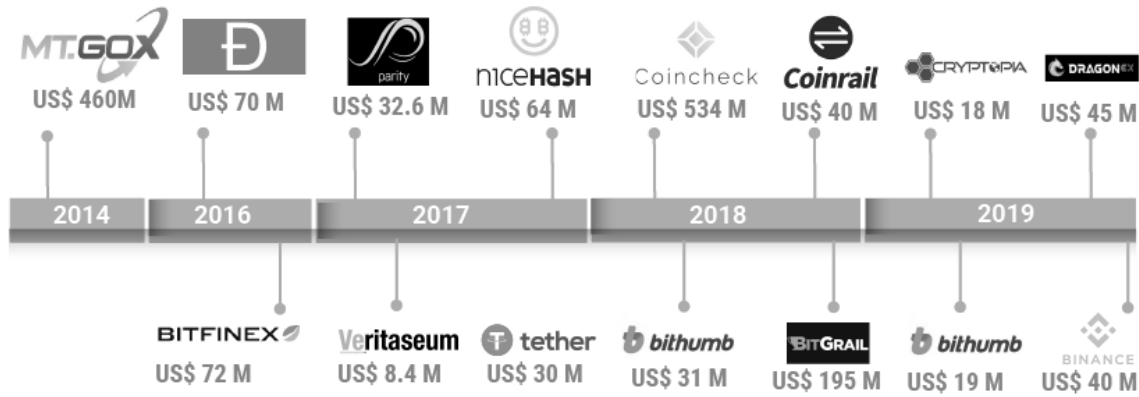 MT.GOX
US$ 460M
Đ
US$ 70 M
parity
US$ 32.6 M
nıceHasH
US$ 64 M
Coincheck
US$ 534 M
Coinrail
US$ 40 M
CRYPTOPIA
US$ 18 M
DRAGONEX
US$ 45 M
2014
2016
2017
2018
2019
BITFINEX
US$ 72 M
Veritaseum
US$ 8.4 M
tether
US$ 30 M
bithumb
US$ 31 M
BITGRAIL
US$ 195 M
bithumb
US$ 19 M
BINANCE
US$ 40 M